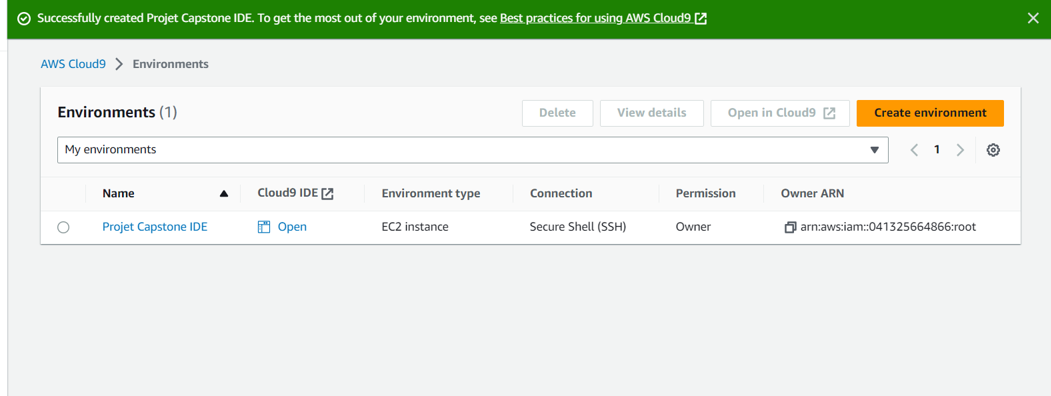 Successfully created Projet Capstone IDE. To get the most out of your environment, see Best practices for using AWS Cloud9
AWS Cloud9 > Environments
Environments (1)
Delete
View details
Open in Cloud9
Create environment
My environments
1
Name Cloud9 IDE Environment type Connection Permission Owner ARN
Projet Capstone IDE Open EC2 instance Secure Shell (SSH) Owner arn:aws:iam::041325664866:root